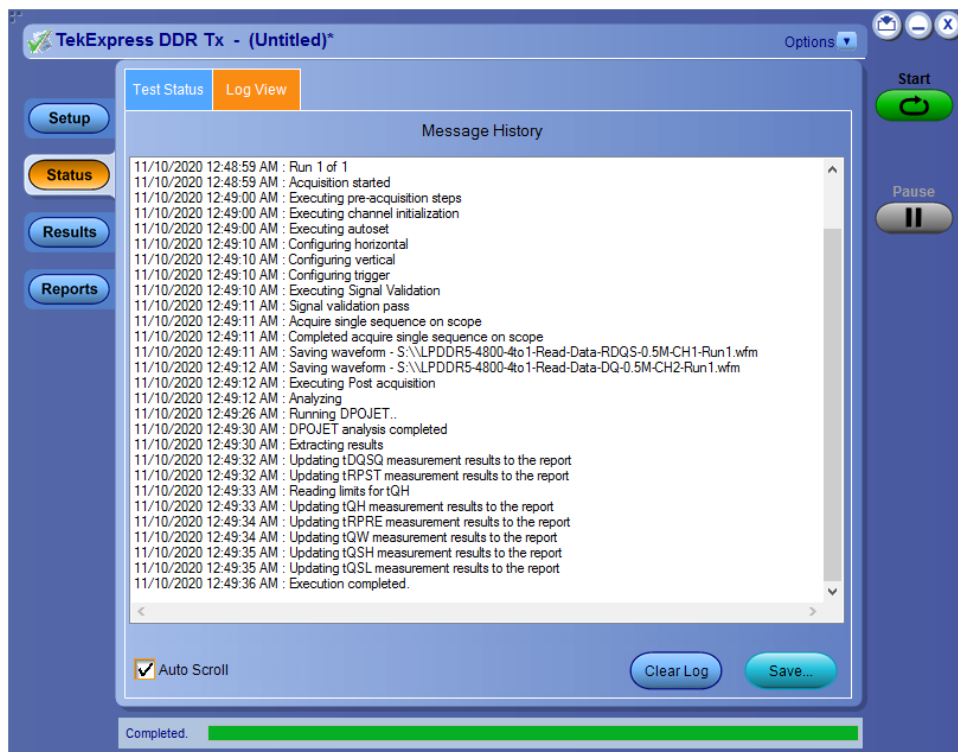 TekExpress DDR Tx - (Untitled)*
Options
X
Start
Test Status
Log View
Setup
Message History
Status
Pause
Results
Reports
11/10/2020 12:48:59 AM : Run 1 of 1
11/10/2020 12:48:59 AM : Acquisition started
11/10/2020 12:49:00 AM : Executing pre-acquisition steps
11/10/2020 12:49:00 AM : Executing channel initialization
11/10/2020 12:49:00 AM : Executing autoset
11/10/2020 12:49:10 AM : Configuring horizontal
11/10/2020 12:49:10 AM : Configuring vertical
11/10/2020 12:49:10 AM : Configuring trigger
11/10/2020 12:49:10 AM : Executing Signal Validation
11/10/2020 12:49:11 AM : Signal validation pass
11/10/2020 12:49:11 AM : Acquire single sequence on scope
11/10/2020 12:49:11 AM : Completed acquire single sequence on scope
11/10/2020 12:49:11 AM : Saving waveform - S:\\LPDDR5-4800-4to1-Read-Data-RDQS-0.5M-CH1-Run1.wfm
11/10/2020 12:49:12 AM : Saving waveform - S:\\LPDDR5-4800-4to1-Read-Data-DQ-0.5M-CH2-Run1.wfm
11/10/2020 12:49:12 AM : Executing Post acquisition
11/10/2020 12:49:12 AM : Analyzing
11/10/2020 12:49:26 AM : Running DPOJET..
11/10/2020 12:49:30 AM : DPOJET analysis completed
11/10/2020 12:49:30 AM : Extracting results
11/10/2020 12:49:32 AM : Updating tDQSQ measurement results to the report
11/10/2020 12:49:32 AM : Updating tRPST measurement results to the report
11/10/2020 12:49:33 AM : Reading limits for tQH
11/10/2020 12:49:33 AM : Updating tQH measurement results to the report
11/10/2020 12:49:34 AM : Updating tRPRE measurement results to the report
11/10/2020 12:49:34 AM : Updating tQW measurement results to the report
11/10/2020 12:49:35 AM : Updating tQSH measurement results to the report
11/10/2020 12:49:35 AM : Updating tQSL measurement results to the report
11/10/2020 12:49:36 AM : Execution completed.
Auto Scroll
Clear Log
Save...
Completed.